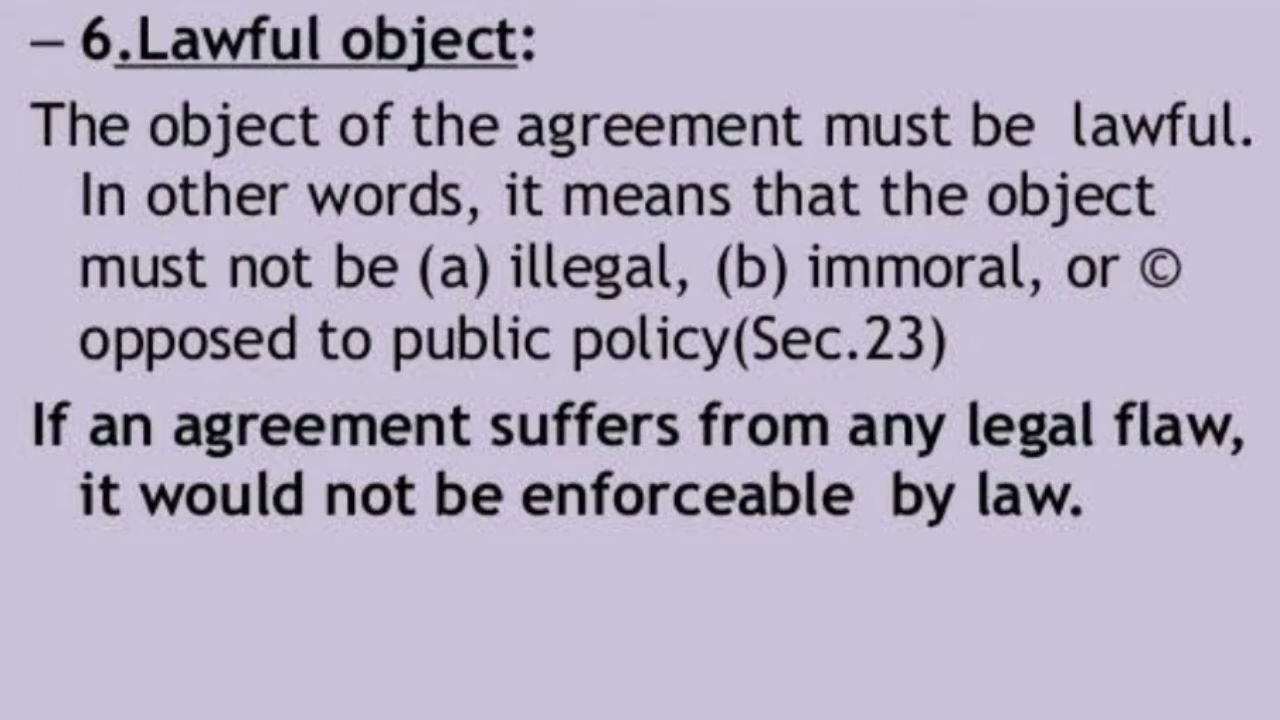 – 6.Lawful object:
The object of the agreement must be lawful.
In other words, it means that the object
must not be (a) illegal, (b) immoral, or ©
opposed to public policy(Sec.23)
If an agreement suffers from any legal flaw,
it would not be enforceable by law.